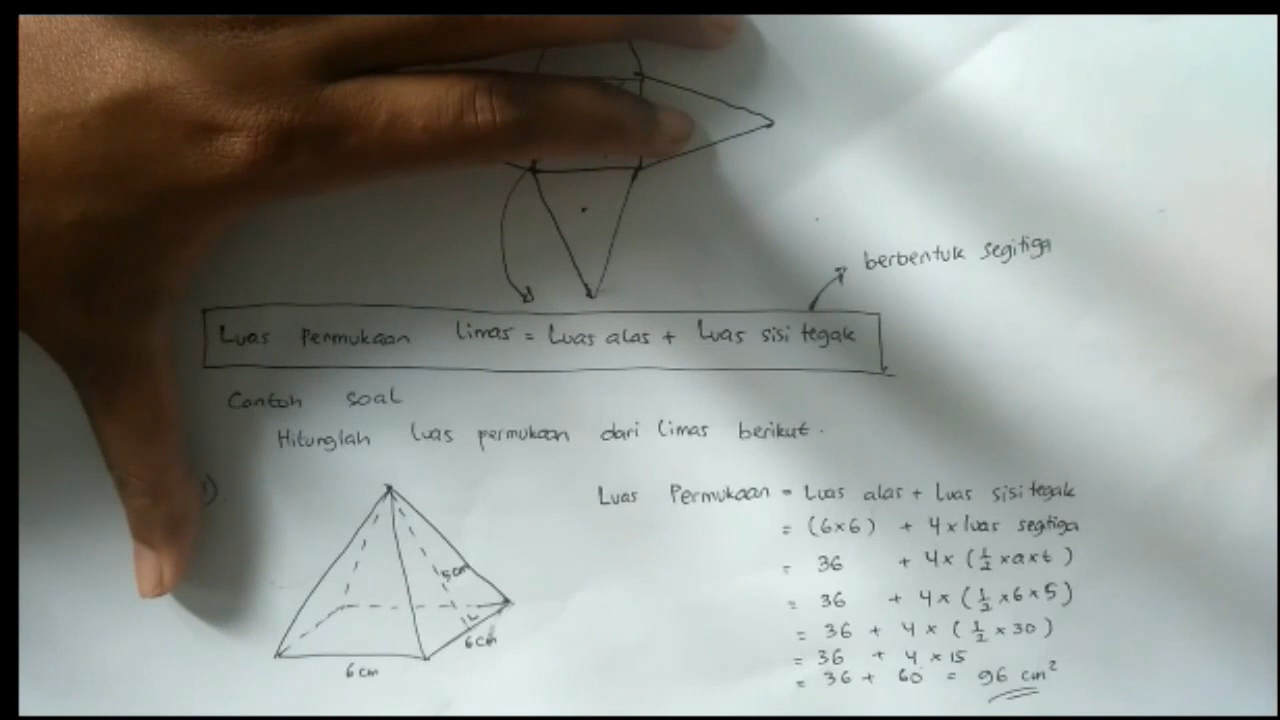 berbentuk segitiga
Luas permukaan limas = Luas alas + Luas sisi tegak
Contoh soal
Hitunglah luas permukaan dari limas berikut.
5cm
6cm
6cm
Luas Permukaan = Luas alas + Luas sisi tegak
= (6×6) + 4×luas segitiga
= 36 + 4× (½×a×t)
= 36 + 4× (½×6×5)
= 36 + 4 × (½×30)
= 36 + 4 × 15
= 36 + 60 = 96 cm²